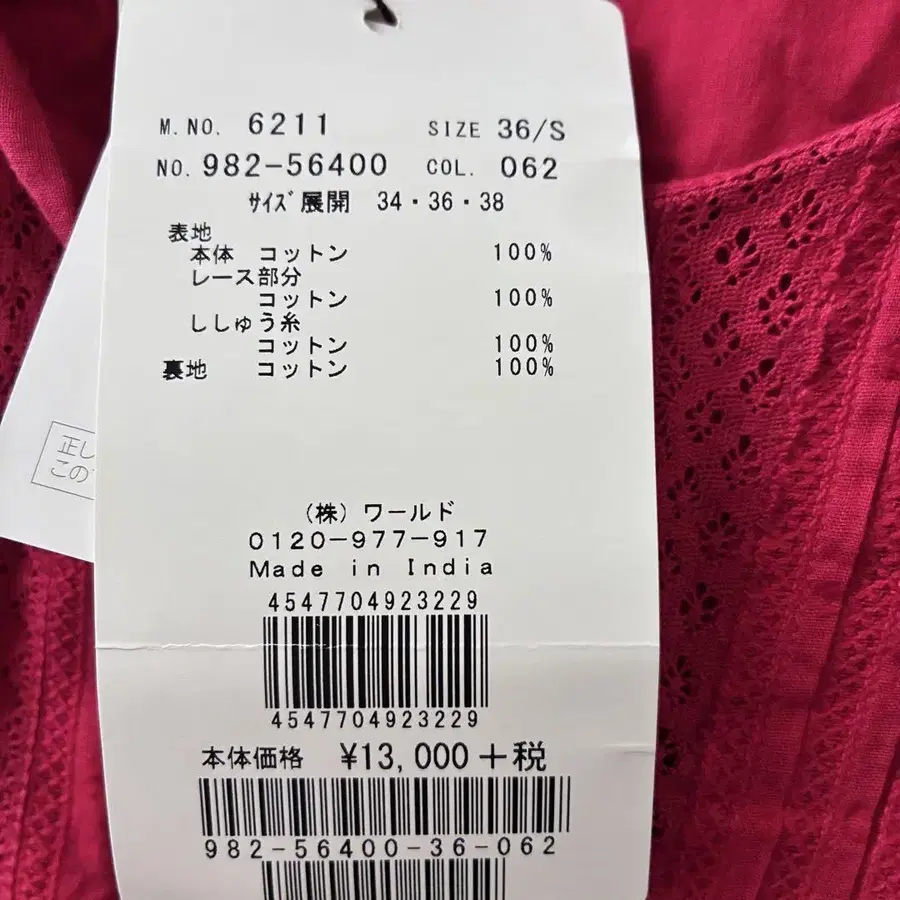 M.NO. 6211 SIZE 36/S
NO. 982-56400 COL. 062
サイズ展開 34・36・38
表地
本体 コットン 100%
レース部分
コットン 100%
ししゅう糸
コットン 100%
裏地 コットン 100%
(株)ワールド
0120-977-917
Made in India
4547704923229
4547704923229
本体価格 ¥13,000+税
982-56400-36-062
正し
この